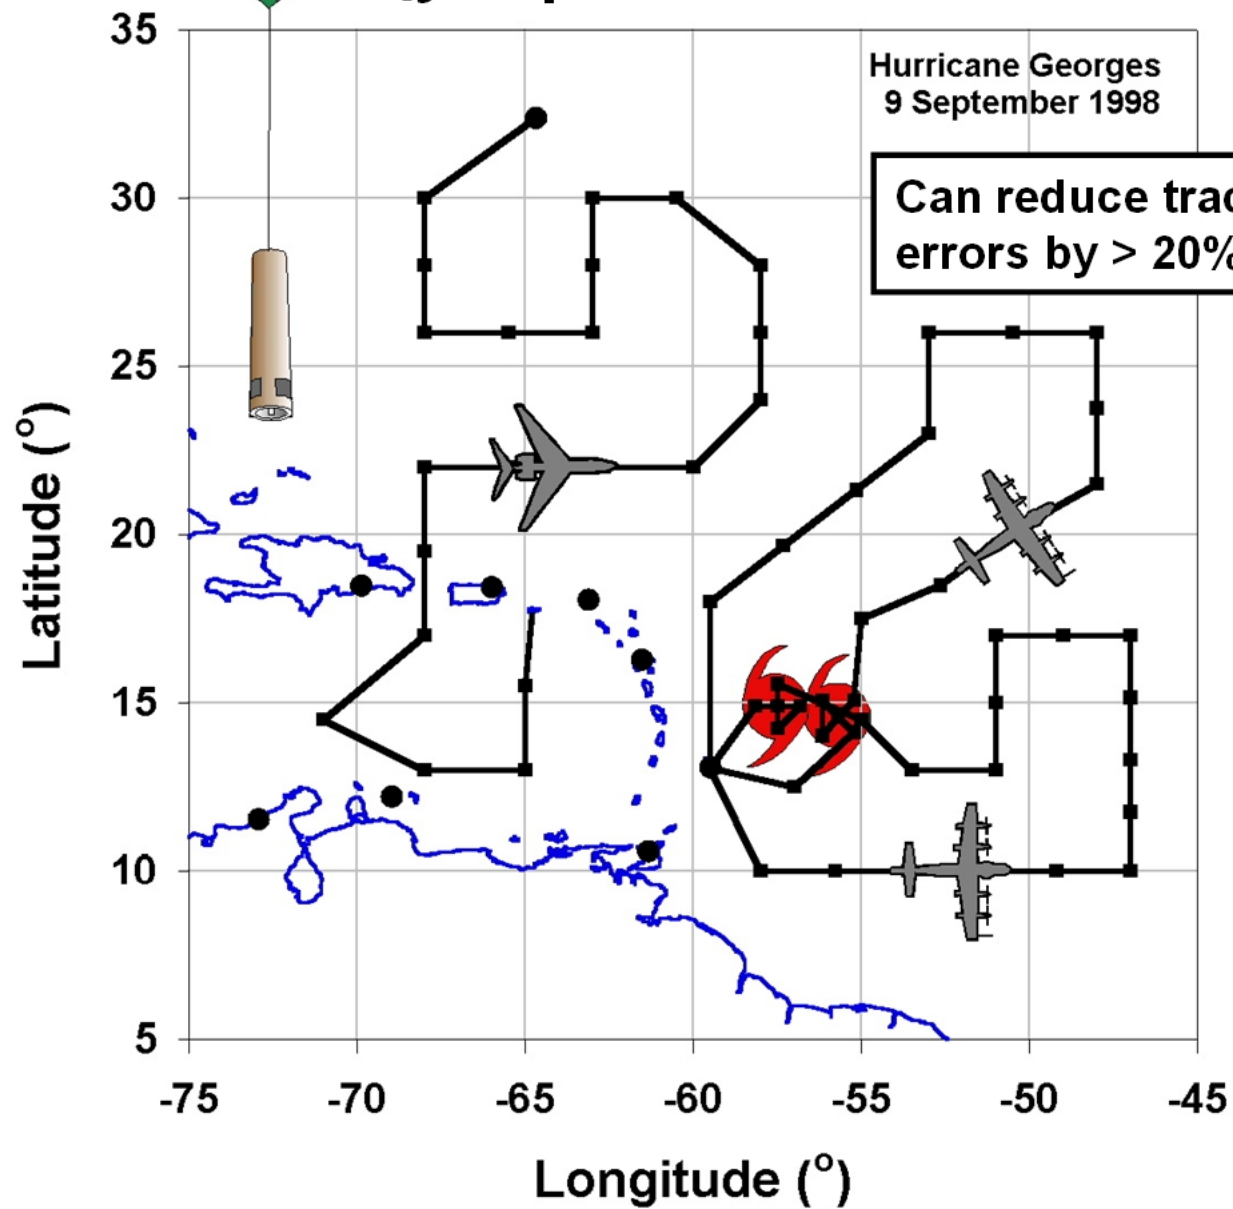 Hurricane Georges
9 September 1998
Can reduce
errors by > 20%
35
30
25
20
15
10
5
Latitude (o)
-75 -70 -65 -60 -55 -50 -45
Longitude (o)